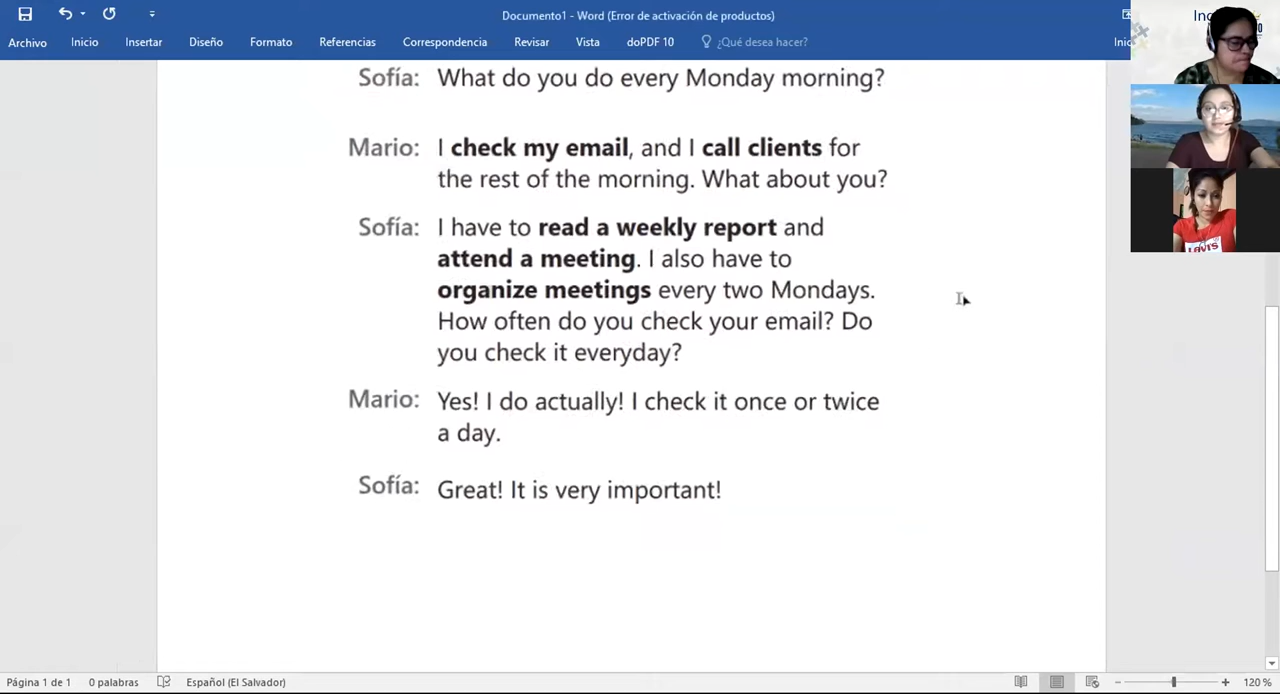 Documento1 - Word (Error de activación de productos)
Archivo Inicio Insertar Diseño Formato Referencias Correspondencia Revisar Vista doPDF 10 ¿Qué desea hacer?
Sofía: What do you do every Monday morning?
Mario: I check my email, and I call clients for
the rest of the morning. What about you?
Sofía: I have to read a weekly report and
attend a meeting. I also have to
organize meetings every two Mondays.
How often do you check your email? Do
you check it everyday?
Mario: Yes! I do actually! I check it once or twice
a day.
Sofía: Great! It is very important!
LEVI'S
Página 1 de 1 0 palabras Español (El Salvador) 120 %